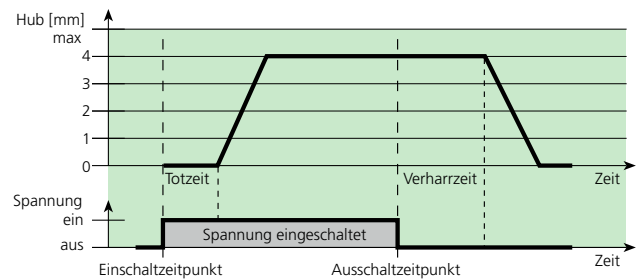 Hub [mm]
max
4
3
2
1
0
Totzeit
Verharrzeit
Zeit
Spannung
ein
aus
Spannung eingeschaltet
Zeit
Einschaltzeitpunkt
Ausschaltzeitpunkt